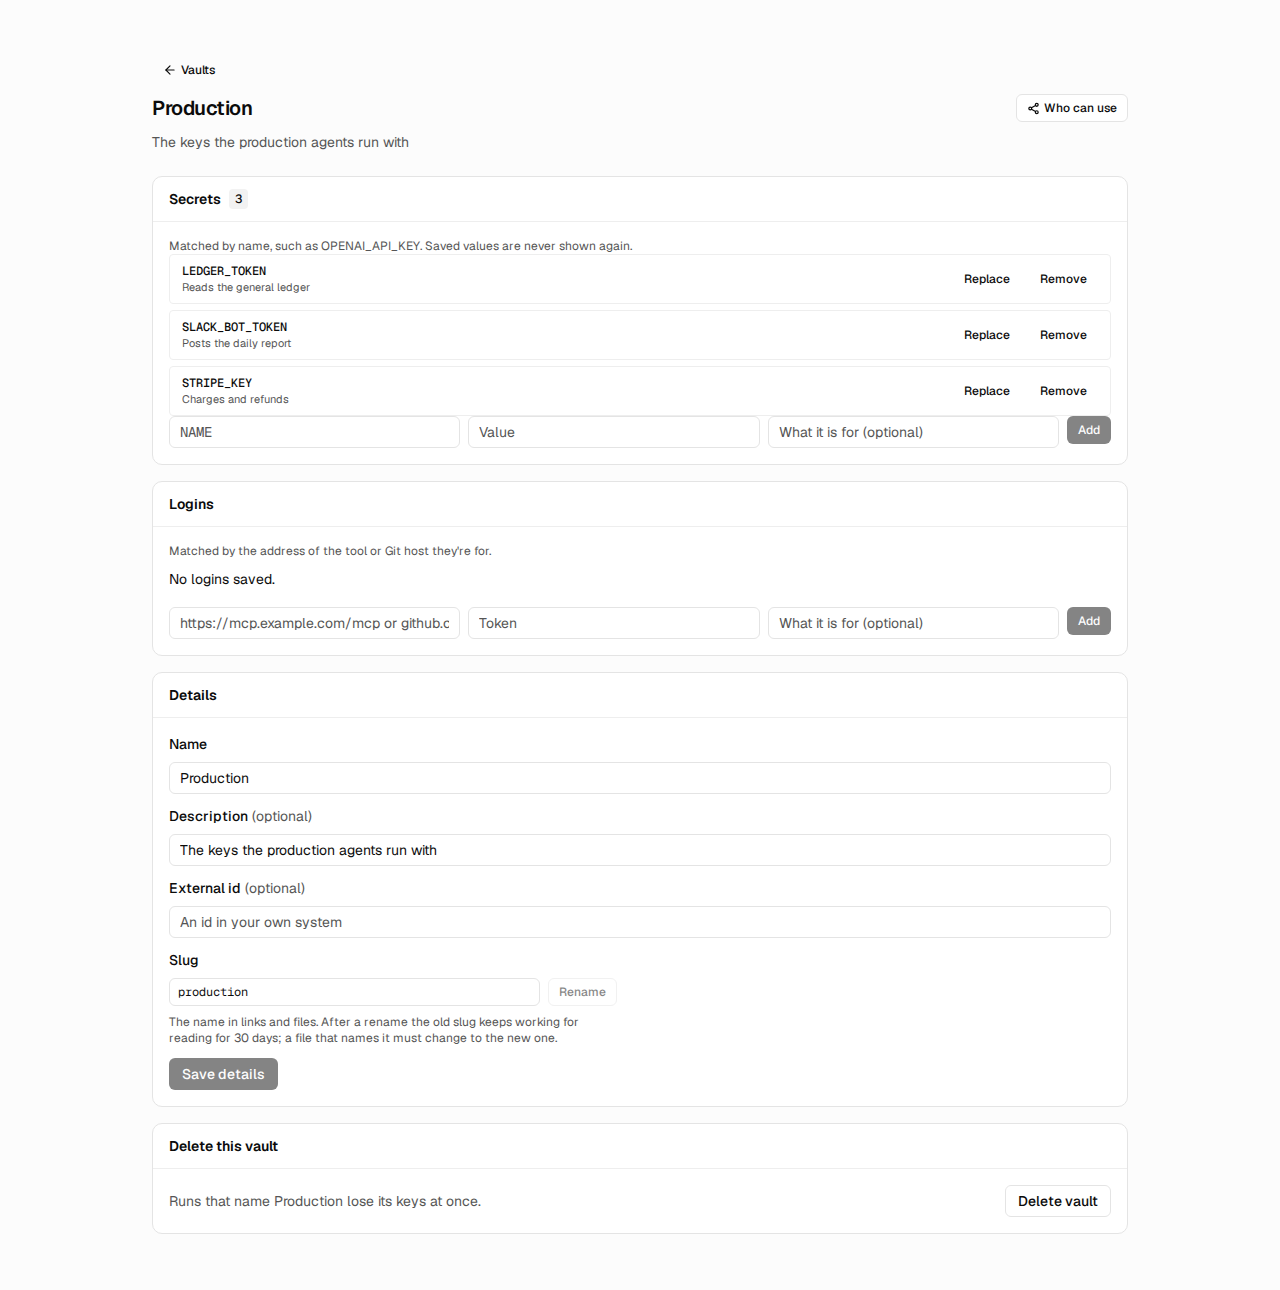 Vaults
Production
Who can use
The keys the production agents run with
Secrets 3
Matched by name, such as OPENAI_API_KEY. Saved values are never shown again.
LEDGER_TOKEN
Reads the general ledger
Replace Remove
SLACK_BOT_TOKEN
Posts the daily report
Replace Remove
STRIPE_KEY
Charges and refunds
Replace Remove
NAME Value What it is for (optional) Add
Logins
Matched by the address of the tool or Git host they're for.
No logins saved.
https://mcp.example.com/mcp or github.c Token What it is for (optional) Add
Details
Name
Production
Description (optional)
The keys the production agents run with
External id (optional)
An id in your own system
Slug
production Rename
The name in links and files. After a rename the old slug keeps working for
reading for 30 days; a file that names it must change to the new one.
Save details
Delete this vault
Runs that name Production lose its keys at once.
Delete vault